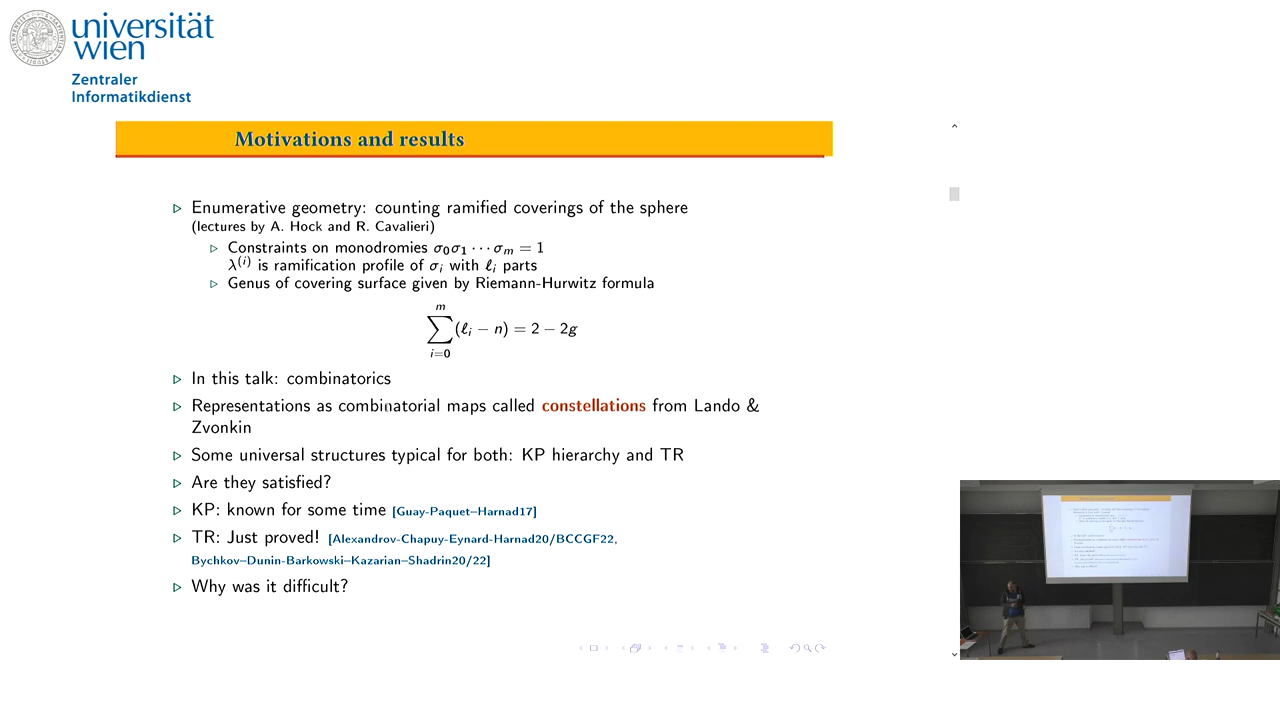 universität
wien
Zentraler
Informatikdienst
Motivations and results
▷ Enumerative geometry: counting ramified coverings of the sphere
(lectures by A. Hock and R. Cavalieri)
▷ Constraints on monodromies σ₀σ₁ ⋯ σₘ = 1
λ⁽ⁱ⁾ is ramification profile of σᵢ with ℓᵢ parts
▷ Genus of covering surface given by Riemann-Hurwitz formula
m
∑(ℓᵢ − n) = 2 − 2g
i=0
▷ In this talk: combinatorics
▷ Representations as combinatorial maps called constellations from Lando &
Zvonkin
▷ Some universal structures typical for both: KP hierarchy and TR
▷ Are they satisfied?
▷ KP: known for some time [Guay-Paquet–Harnad17]
▷ TR: Just proved! [Alexandrov-Chapuy-Eynard-Harnad20/BCCGF22,
Bychkov–Dunin-Barkowski–Kazarian–Shadrin20/22]
▷ Why was it difficult?